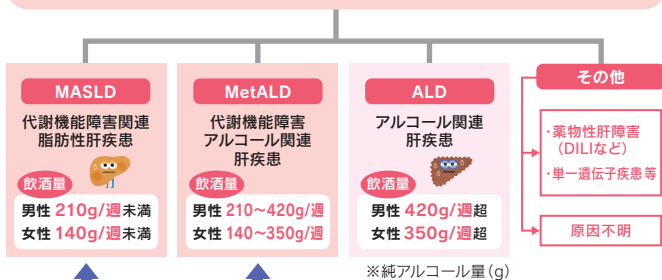 MASLD
代謝機能障害関連
脂肪性肝疾患
飲酒量
男性 210g/週未満
女性 140g/週未満
MetALD
代謝機能障害
アルコール関連
肝疾患
飲酒量
男性 210～420g/週
女性 140～350g/週
ALD
アルコール関連
肝疾患
飲酒量
男性 420g/週超
女性 350g/週超
その他
・薬物性肝障害
（DILIなど）
・単一遺伝子疾患等
原因不明
※純アルコール量(g)